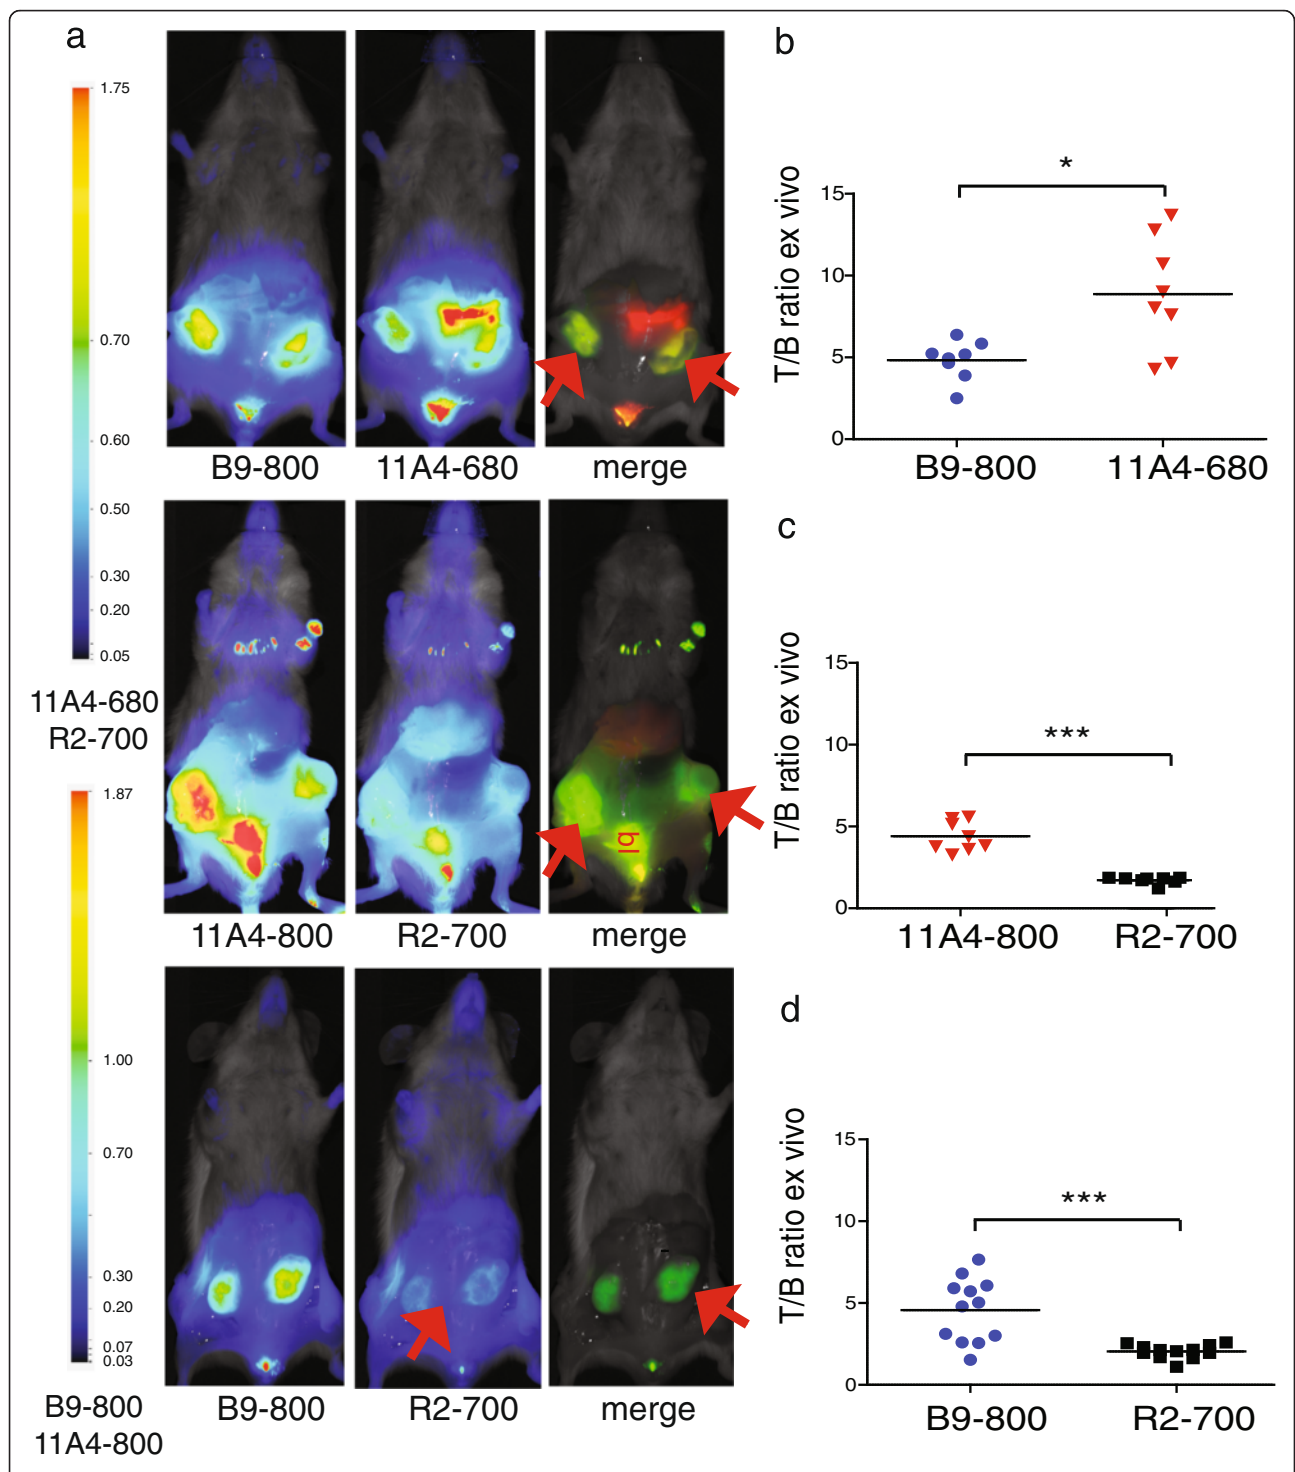 a
1.75
0.70
0.60
0.50
0.30
0.20
0.05
11A4-680
R2-700
1.87
1.00
0.70
0.30
0.20
0.07
0.03
B9-800
11A4-800
B9-800
11A4-680
merge
11A4-800
R2-700
merge
bl
B9-800
R2-700
merge
b
T/B ratio ex vivo
15
10
5
0
*
B9-800
11A4-680
c
T/B ratio ex vivo
15
10
5
0
***
11A4-800
R2-700
d
T/B ratio ex vivo
15
10
5
0
***
B9-800
R2-700